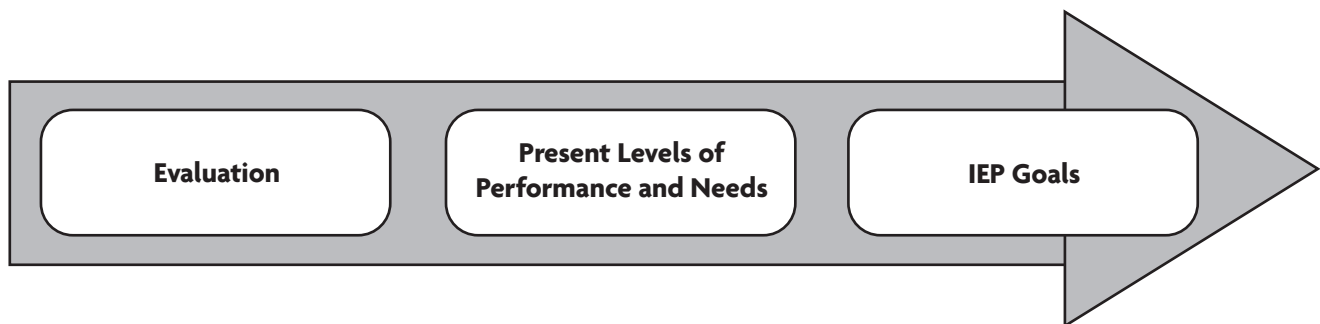 Evaluation
Present Levels of
Performance and Needs
IEP Goals